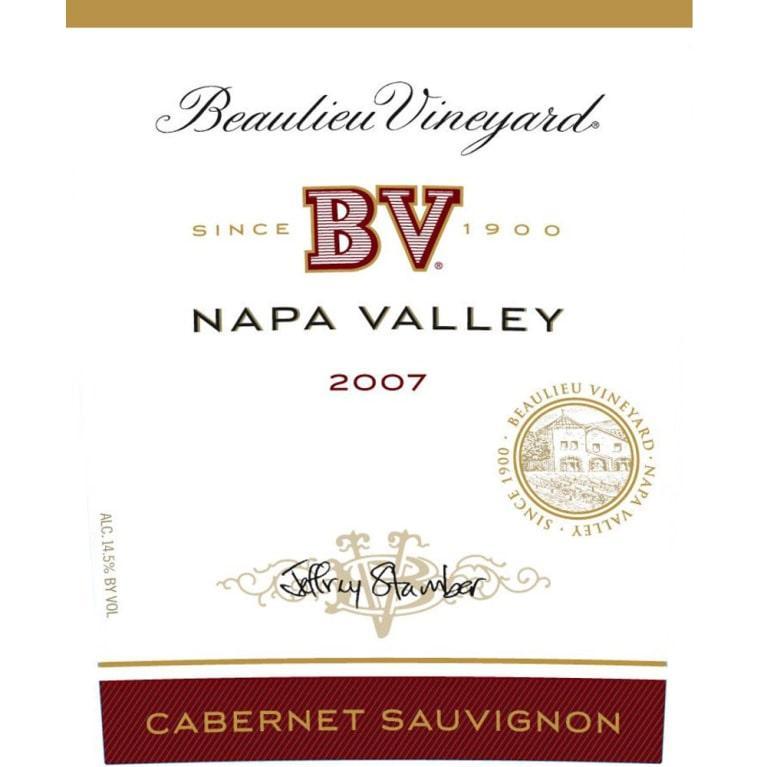 Beaulieu Vineyard®
SINCE BV® 1900
NAPA VALLEY
2007
BEAULIEU VINEYARD · NAPA VALLEY · SINCE 1900 ·
ALC. 14.5% BY VOL
BV
Jeffrey Stambor
CABERNET SAUVIGNON